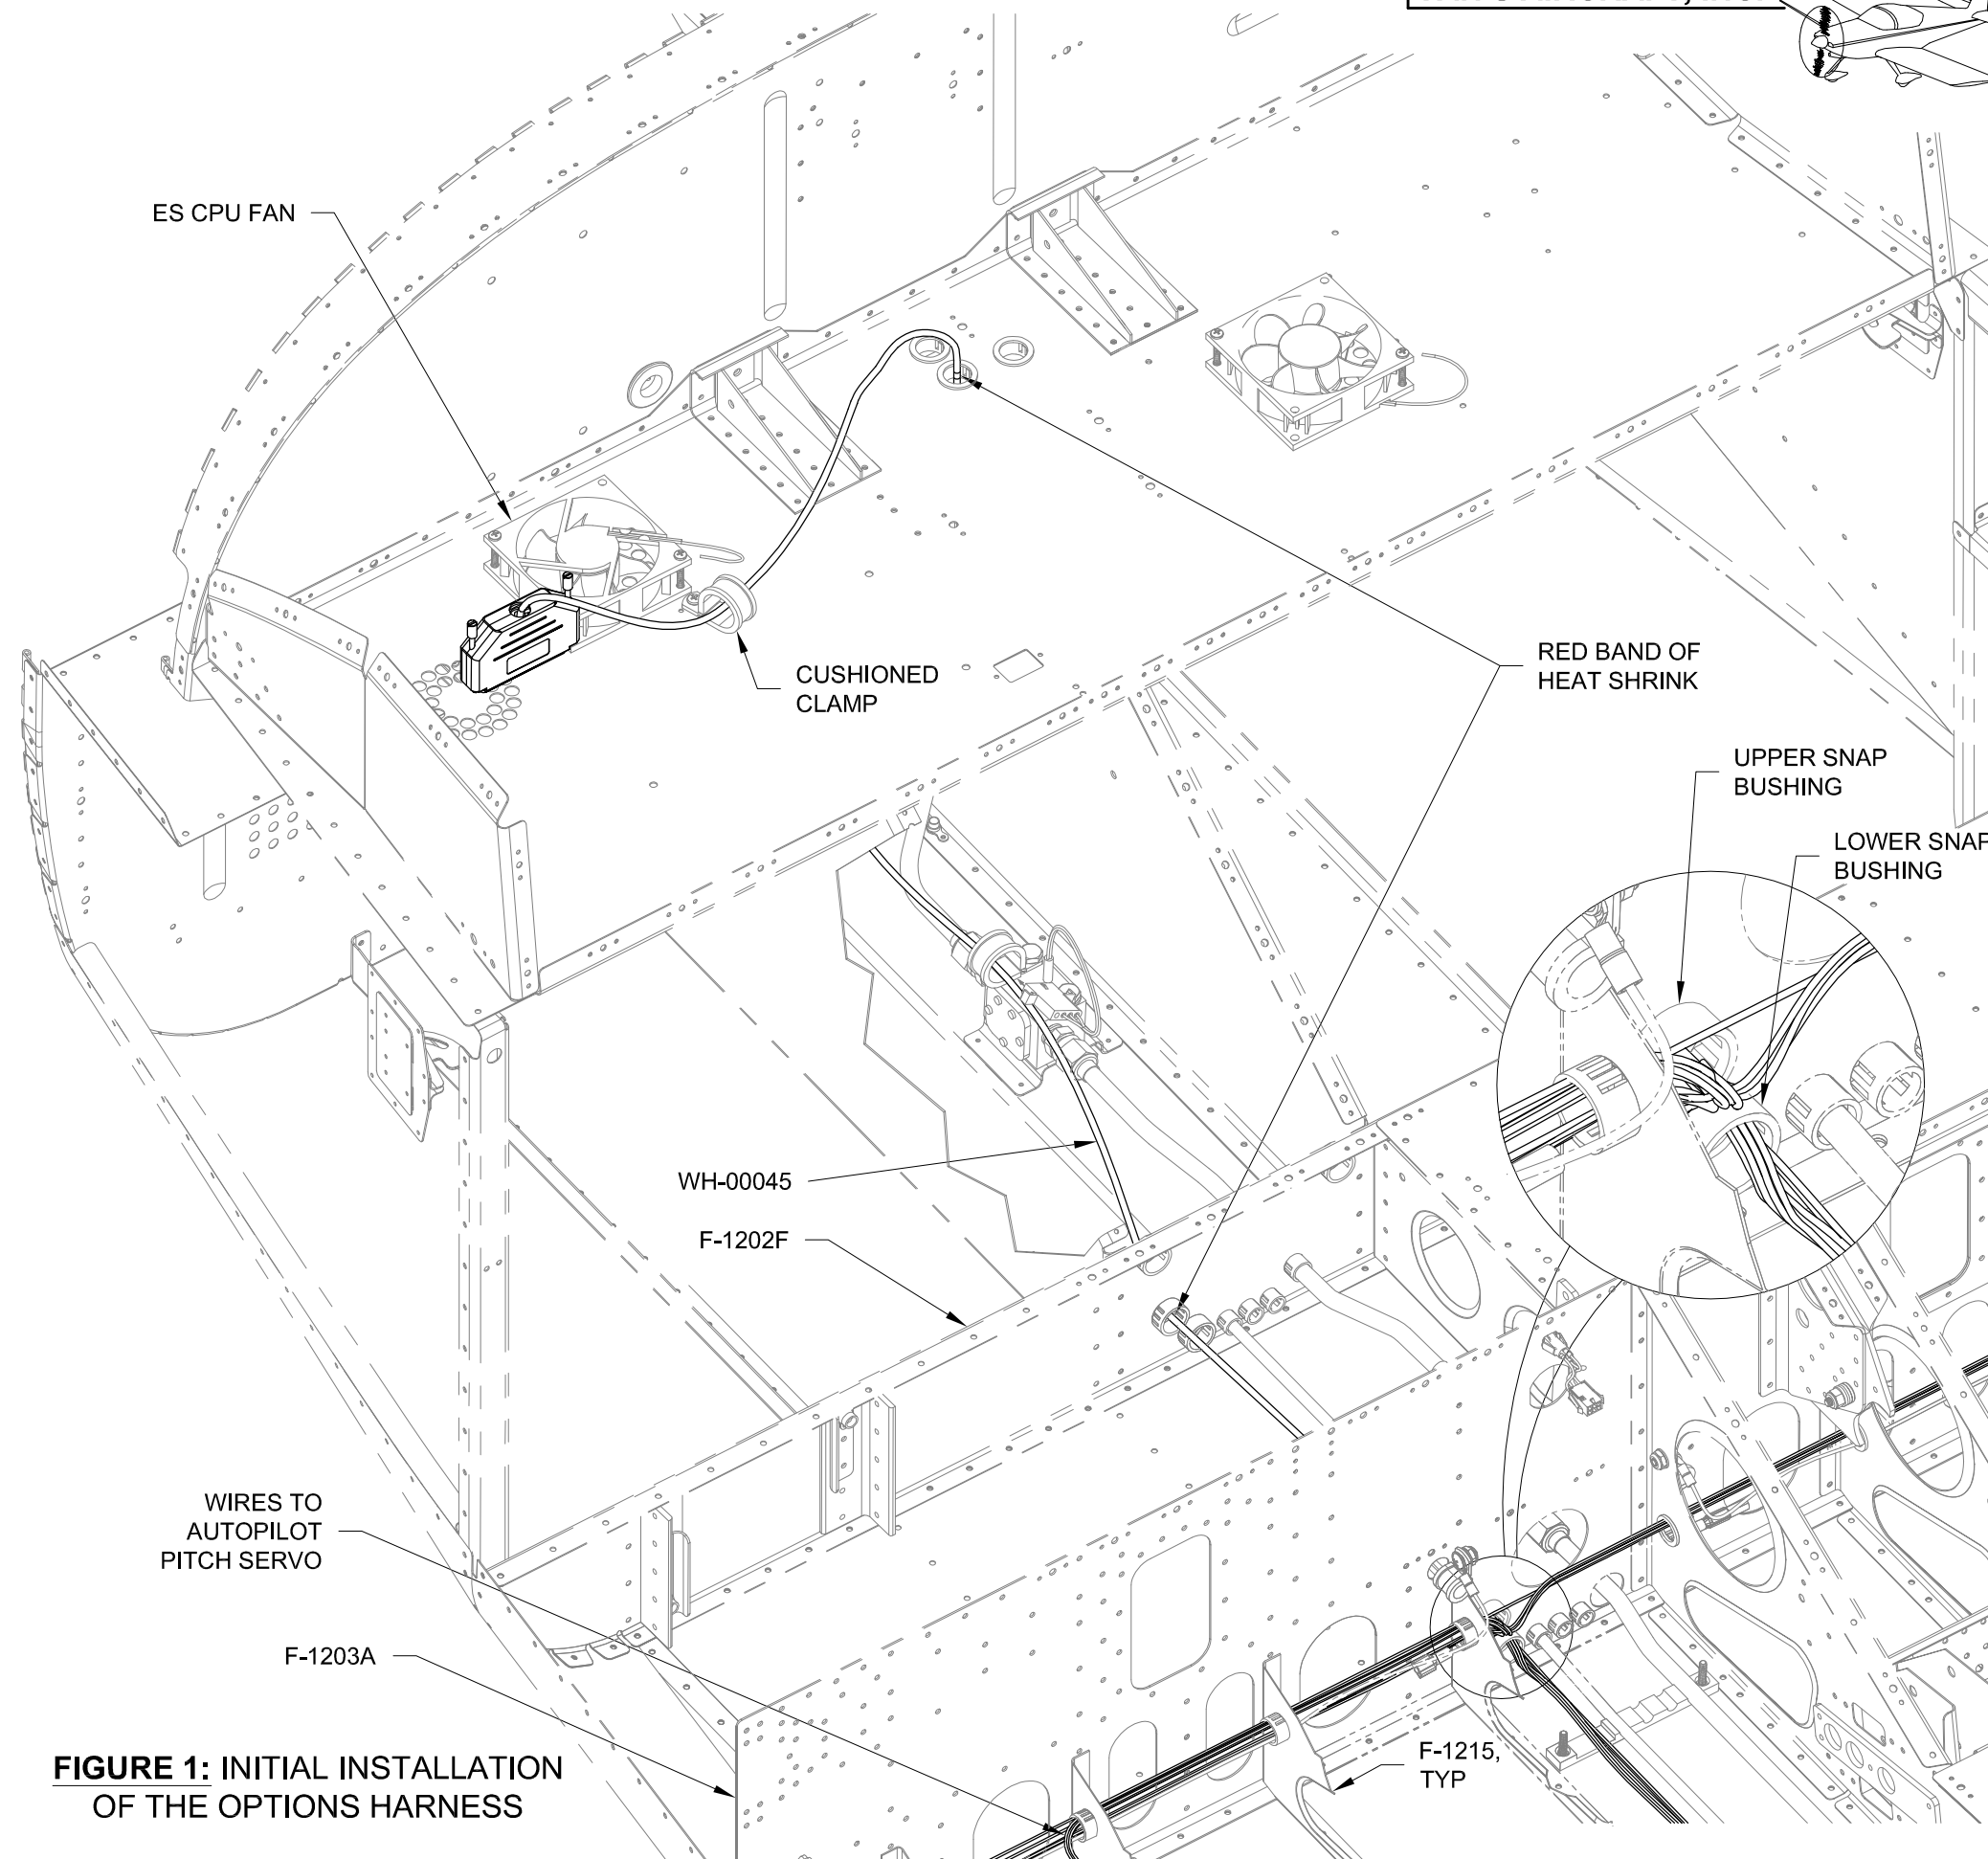 ES CPU FAN
CUSHIONED
CLAMP
RED BAND OF
HEAT SHRINK
UPPER SNAP
BUSHING
LOWER SNAP
BUSHING
WH-00045
F-1202F
WIRES TO
AUTOPILOT
PITCH SERVO
F-1203A
F-1215,
TYP
FIGURE 1: INITIAL INSTALLATION
OF THE OPTIONS HARNESS